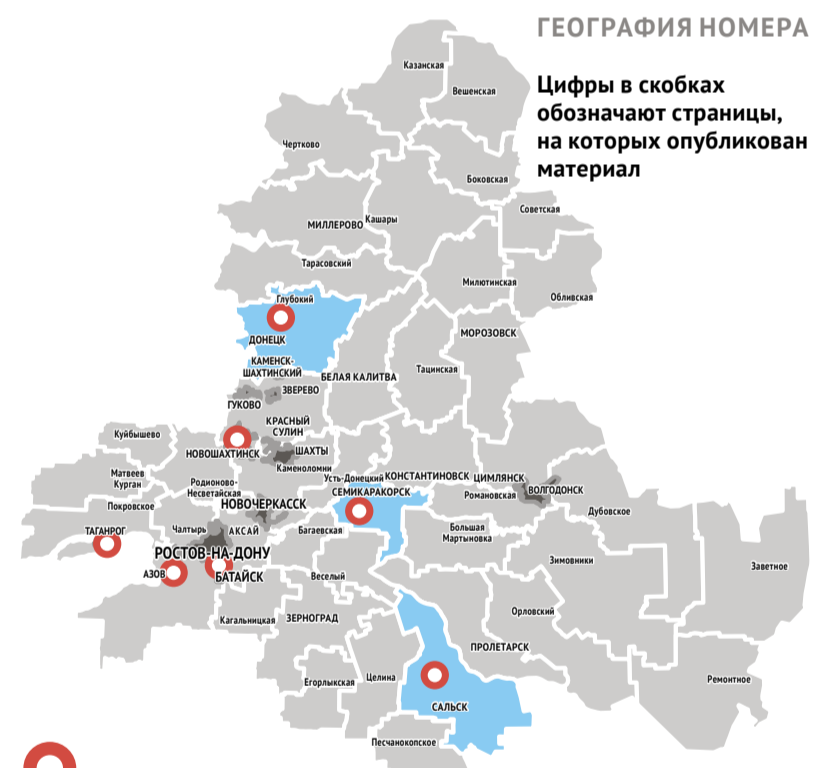 ГЕОГРАФИЯ НОМЕРА
Цифры в скобках
обозначают страницы,
на которых опубликован
материал
Казанская
Вешенская
Чертково
Боковская
Советская
МИЛЛЕРОВО
Кашары
Тарасовский
Милютинская
Обливская
Глубокий
ДОНЕЦК
МОРОЗОВСК
КАМЕНСК-
ШАХТИНСКИЙ
БЕЛАЯ КАЛИТВА
Тацинская
ЗВЕРЕВО
ГУКОВО
КРАСНЫЙ
СУЛИН
Куйбышево
НОВОШАХТИНСК
ШАХТЫ
Каменоломни
Матвеев
Курган
Родионово-
Несветайская
Усть-Донецкий
КОНСТАНТИНОВСК
ЦИМЛЯНСК
СЕМИКАРАКОРСК
Романовская
ВОЛГОДОНСК
Покровское
НОВОЧЕРКАССК
Дубовское
ТАГАНРОГ
Чалтырь
АКСАЙ
Багаевская
Большая
Мартыновка
РОСТОВ-НА-ДОНУ
Зимовники
Заветное
АЗОВ
БАТАЙСК
Веселый
Орловский
Кагальницкая
ЗЕРНОГРАД
ПРОЛЕТАРСК
Егорлыкская
Целина
Ремонтное
САЛЬСК
Песчанокопское